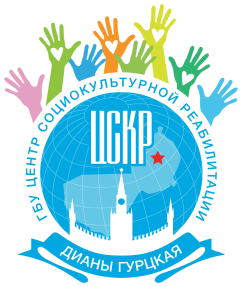 ГБУ ЦЕНТР СОЦИОКУЛЬТУРНОЙ РЕАБИЛИТАЦИИ
ЦСКР
ДИАНЫ ГУРЦКАЯ